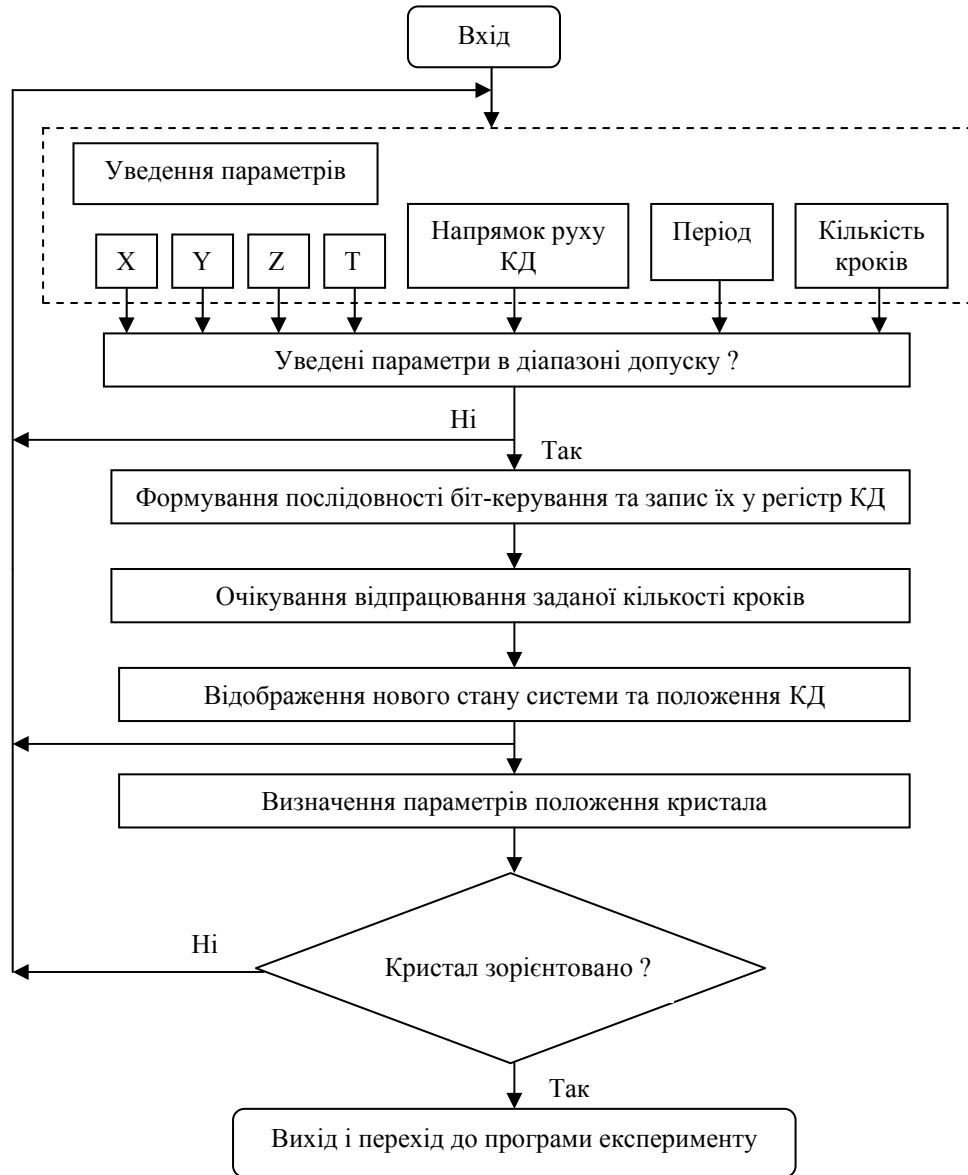 Вхід
Уведення параметрів
X
Y
Z
T
Напрямок руху
КД
Період
Кількість
кроків
Уведені параметри в діапазоні допуску ?
Ні
Так
Формування послідовності біт-керування та запис їх у регістр КД
Очікування відпрацювання заданої кількості кроків
Відображення нового стану системи та положення КД
Визначення параметрів положення кристала
Ні
Кристал зорієнтовано ?
Так
Вихід і перехід до програми експерименту